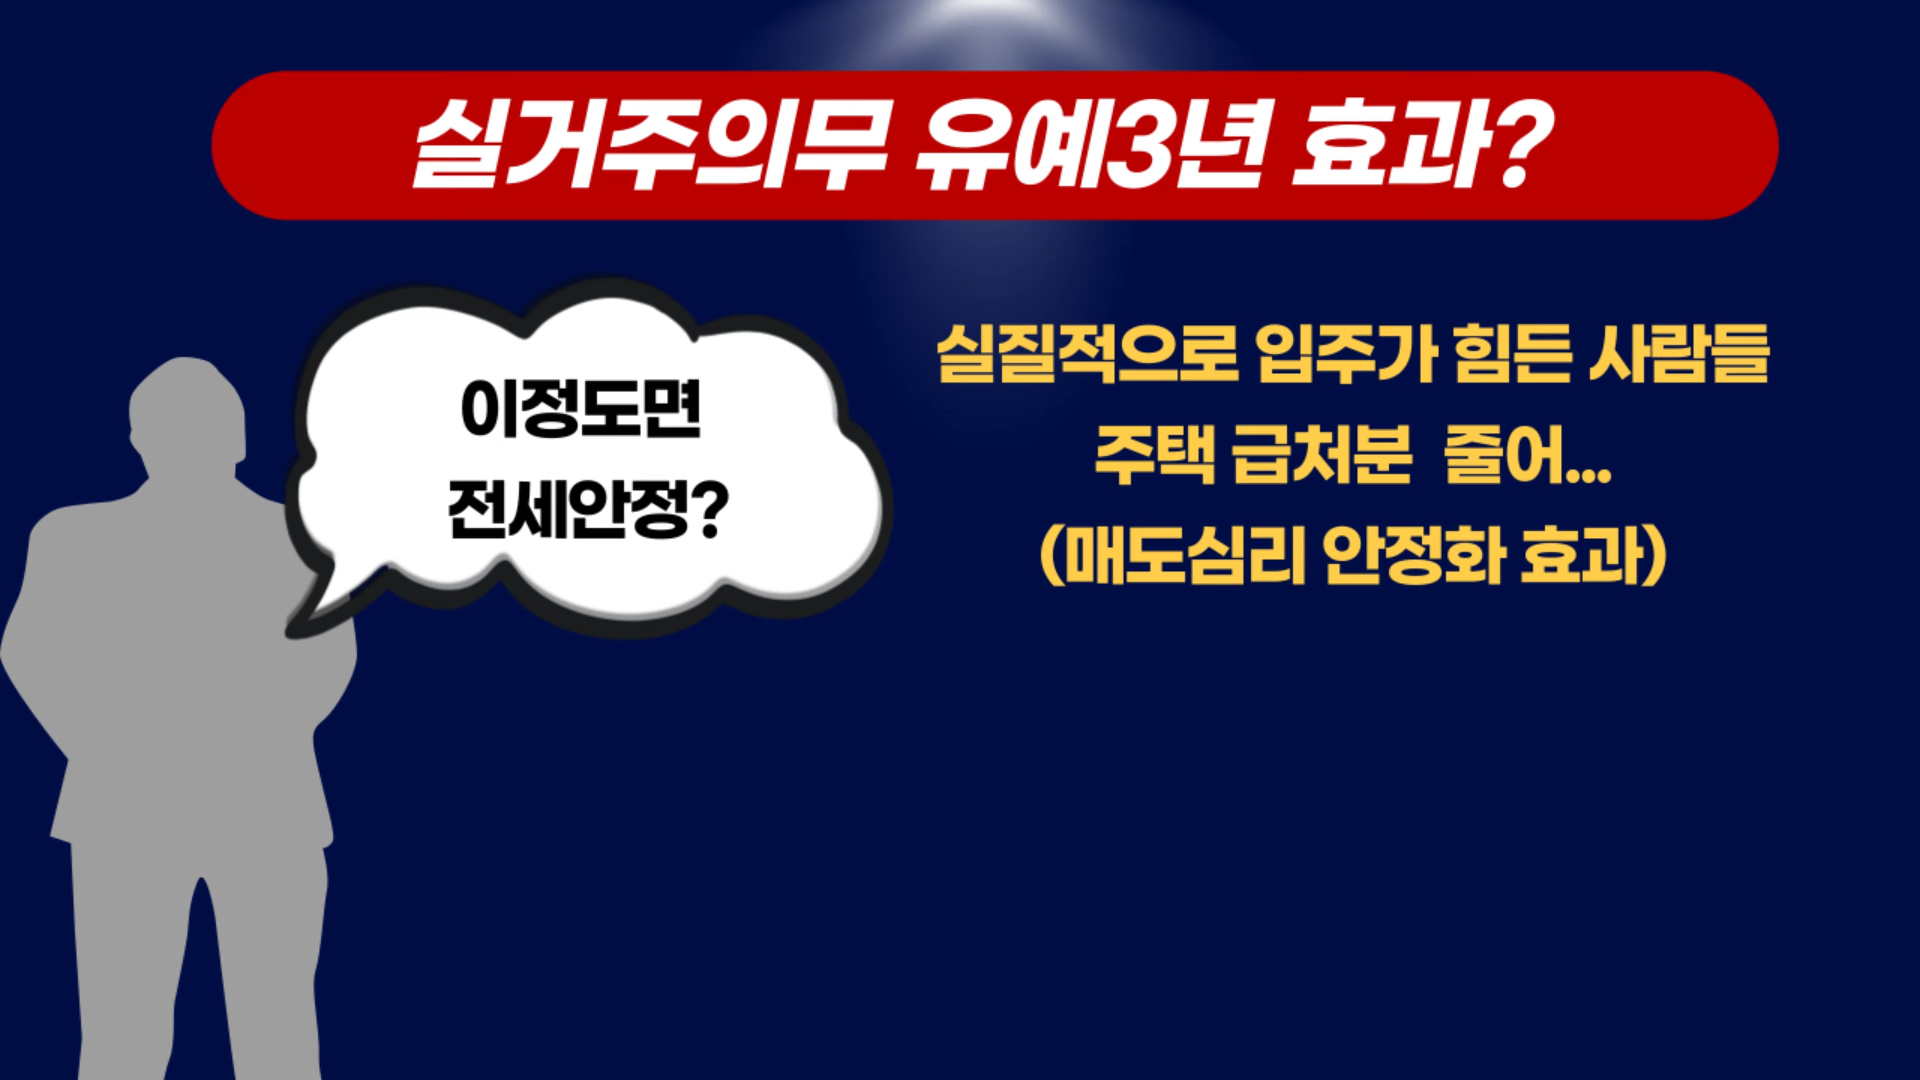 실거주의무 유예3년 효과?
이정도면
전세안정?
실질적으로 입주가 힘든 사람들
주택 급처분 줄어...
(매도심리 안정화 효과)